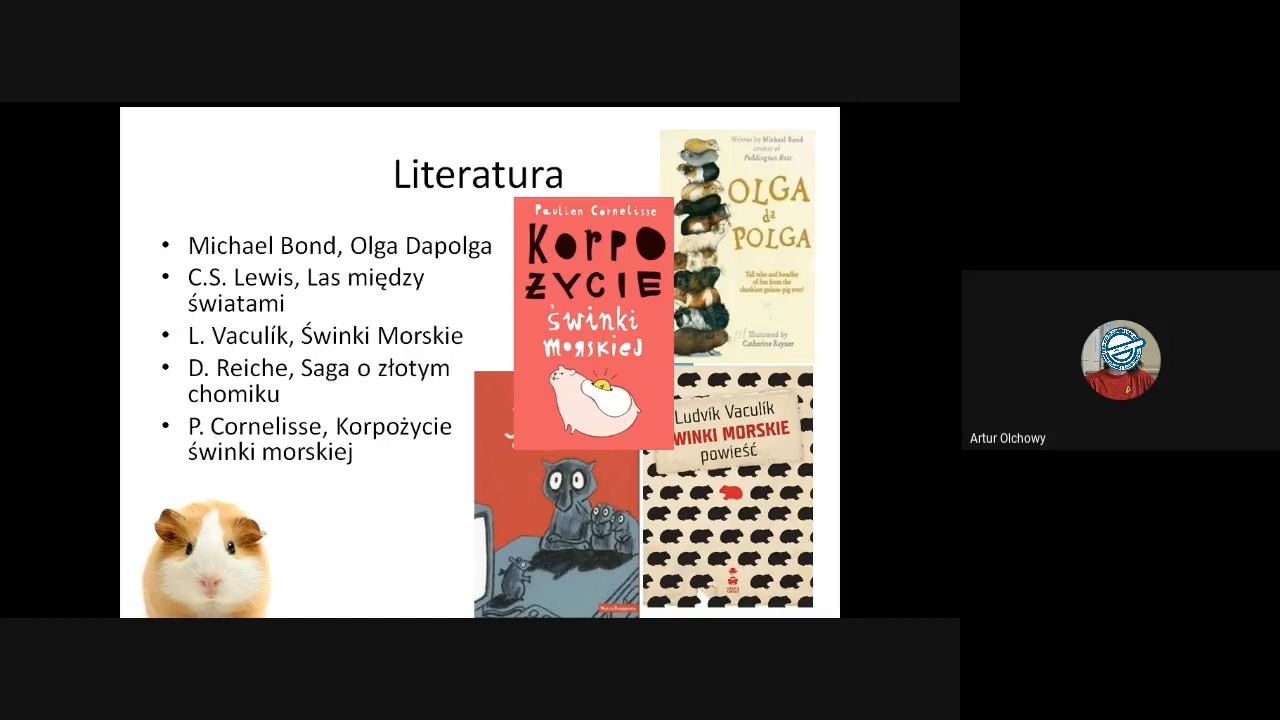 Literatura
Michael Bond, Olga Dapolga
C.S. Lewis, Las między
światami
L. Vaculík, Świnki Morskie
D. Reiche, Saga o złotym
chomiku
P. Cornelisse, Korpożycie
świnki morskiej
Paulien Cornelisse
Korpo
życie
świnki
morskiej
Written by Michael Bond
creator of
Paddington Bear
OLGA
da
POLGA
Tall tales and bundles
of fun from the
cheekiest guinea-pig ever!
Illustrated by
Catherine Rayner
Ludvík Vaculík
WINKI MORSKIE
powieść
Artur Olchowy